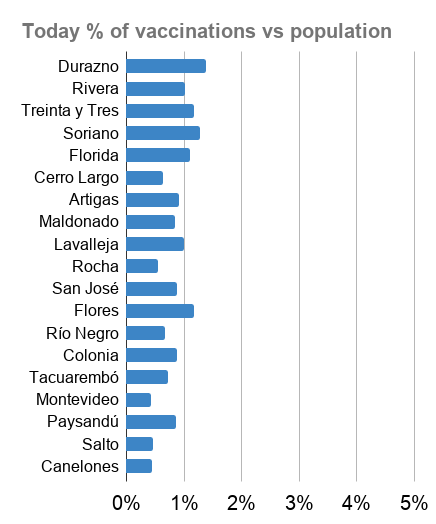 Today % of vaccinations vs population
Durazno
Rivera
Treinta y Tres
Soriano
Florida
Cerro Largo
Artigas
Maldonado
Lavalleja
Rocha
San José
Flores
Río Negro
Colonia
Tacuarembó
Montevideo
Paysandú
Salto
Canelones
0% 1% 2% 3% 4% 5%